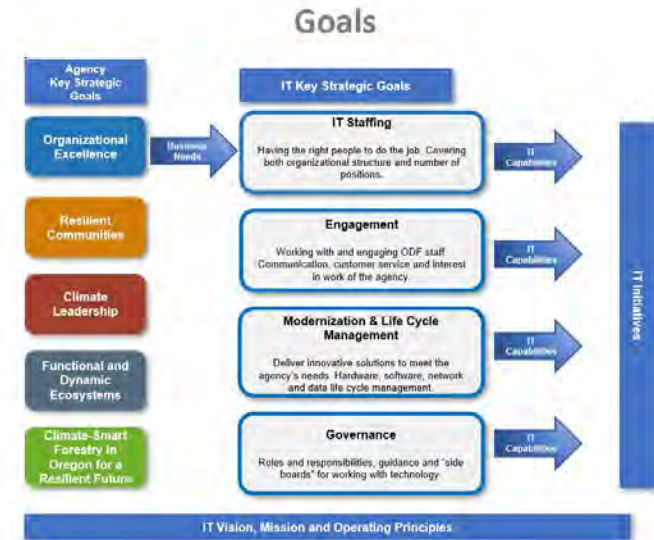 Goals
Agency
Key Strategic
Goals
IT Key Strategic Goals
Organizational
Excellence
Business
Needs
IT Staffing
Having the right people to do the job. Covering
both organizational structure and number of
positions.
IT
Capabilities
Resilient
Communities
Engagement
Working with and engaging ODF staff
Communication, customer service and interest
in work of the agency.
IT
Capabilities
Climate
Leadership
Modernization & Life Cycle
Management
Deliver innovative solutions to meet the
agency's needs. Hardware, software, network
and data life cycle management.
IT
Capabilities
Functional and
Dynamic
Ecosystems
Climate-Smart
Forestry in
Oregon for a
Resilient Future
Governance
Roles and responsibilities, guidance and "side
boards" for working with technology
IT
Capabilities
IT Initiatives
IT Vision, Mission and Operating Principles